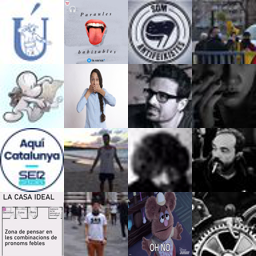 Ú
Paraules
habitables
SOM
ANTIFEIXISTES
Aquí
Catalunya
SER
LA CASA IDEAL
Zona de pensar en
les combinacions de
pronoms febles
OH NO